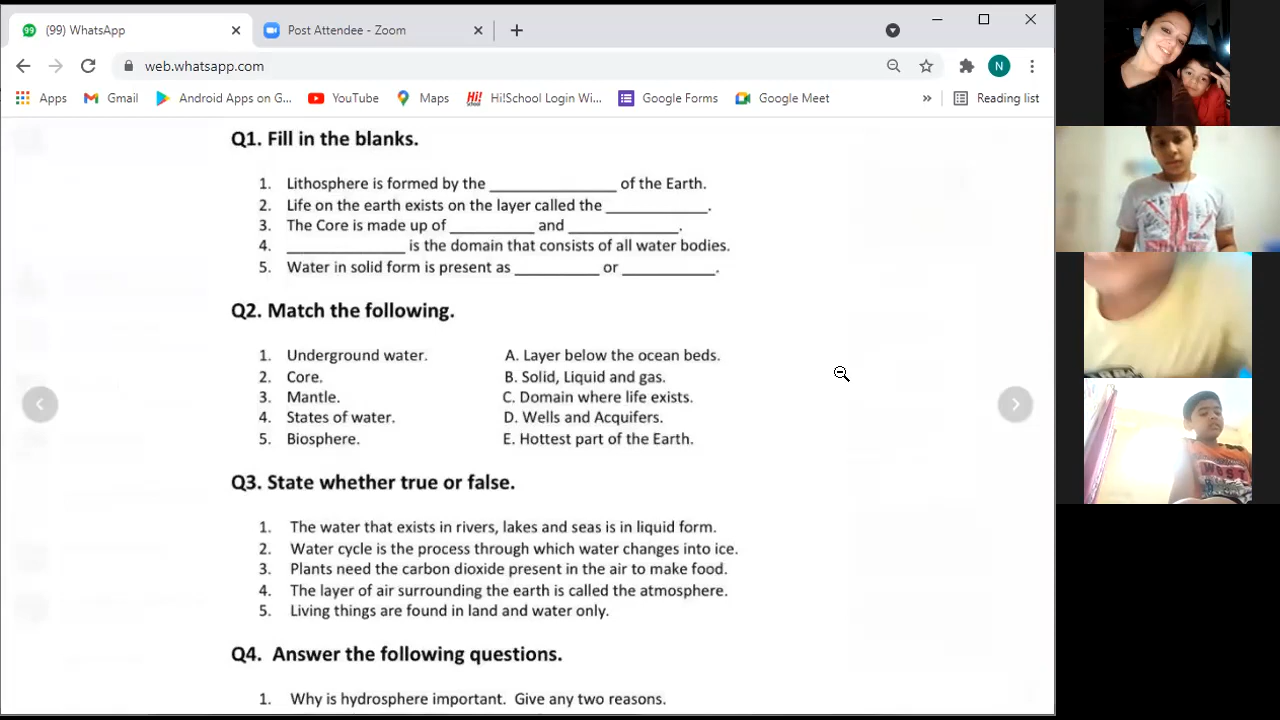 (99) WhatsApp
Post Attendee - Zoom
web.whatsapp.com
N
Apps
Gmail
Android Apps on G...
YouTube
Maps
Hi!School Login Wi...
Google Forms
Google Meet
»
Reading list
Q1. Fill in the blanks.
1. Lithosphere is formed by the _______________ of the Earth.
2. Life on the earth exists on the layer called the ____________.
3. The Core is made up of __________ and _____________.
4. ______________ is the domain that consists of all water bodies.
5. Water in solid form is present as __________ or ___________.
Q2. Match the following.
1. Underground water. A. Layer below the ocean beds.
2. Core. B. Solid, Liquid and gas.
3. Mantle. C. Domain where life exists.
4. States of water. D. Wells and Acquifers.
5. Biosphere. E. Hottest part of the Earth.
Q3. State whether true or false.
1. The water that exists in rivers, lakes and seas is in liquid form.
2. Water cycle is the process through which water changes into ice.
3. Plants need the carbon dioxide present in the air to make food.
4. The layer of air surrounding the earth is called the atmosphere.
5. Living things are found in land and water only.
Q4. Answer the following questions.
1. Why is hydrosphere important. Give any two reasons.